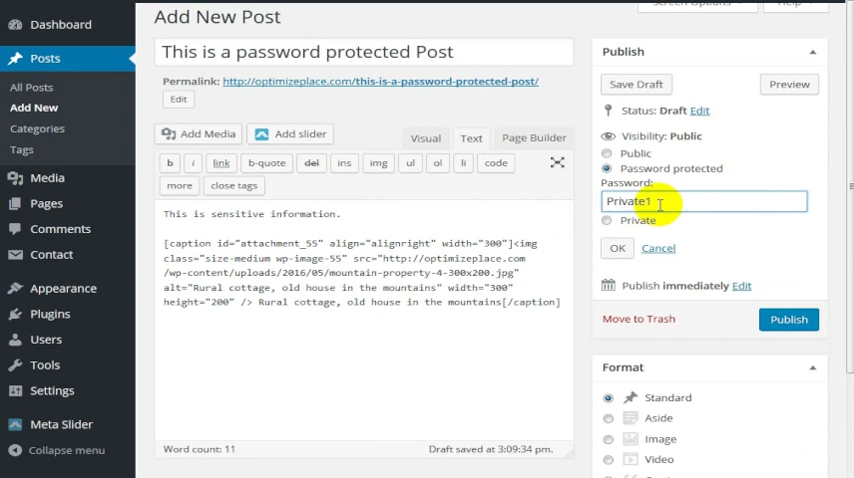 Dashboard
Posts
All Posts
Add New
Categories
Tags
Media
Pages
Comments
Contact
Appearance
Plugins
Users
Tools
Settings
Meta Slider
Collapse menu
Screen Options
Help
Add New Post
This is a password protected Post
Permalink: http://optimizeplace.com/this-is-a-password-protected-post/
Edit
Add Media
Add slider
Visual
Text
Page Builder
b
i
link
b-quote
del
ins
img
ul
ol
li
code
more
close tags
This is sensitive information.
[caption id="attachment_55" align="alignright" width="300"]<img
class="size-medium wp-image-55" src="http://optimizeplace.com
/wp-content/uploads/2016/05/mountain-property-4-300x200.jpg"
alt="Rural cottage, old house in the mountains" width="300"
height="200" /> Rural cottage, old house in the mountains[/caption]
Word count: 11
Draft saved at 3:09:34 pm.
Publish
Save Draft
Preview
Status: Draft Edit
Visibility: Public
Public
Password protected
Password:
Private1
Private
OK
Cancel
Publish immediately Edit
Move to Trash
Publish
Format
Standard
Aside
Image
Video